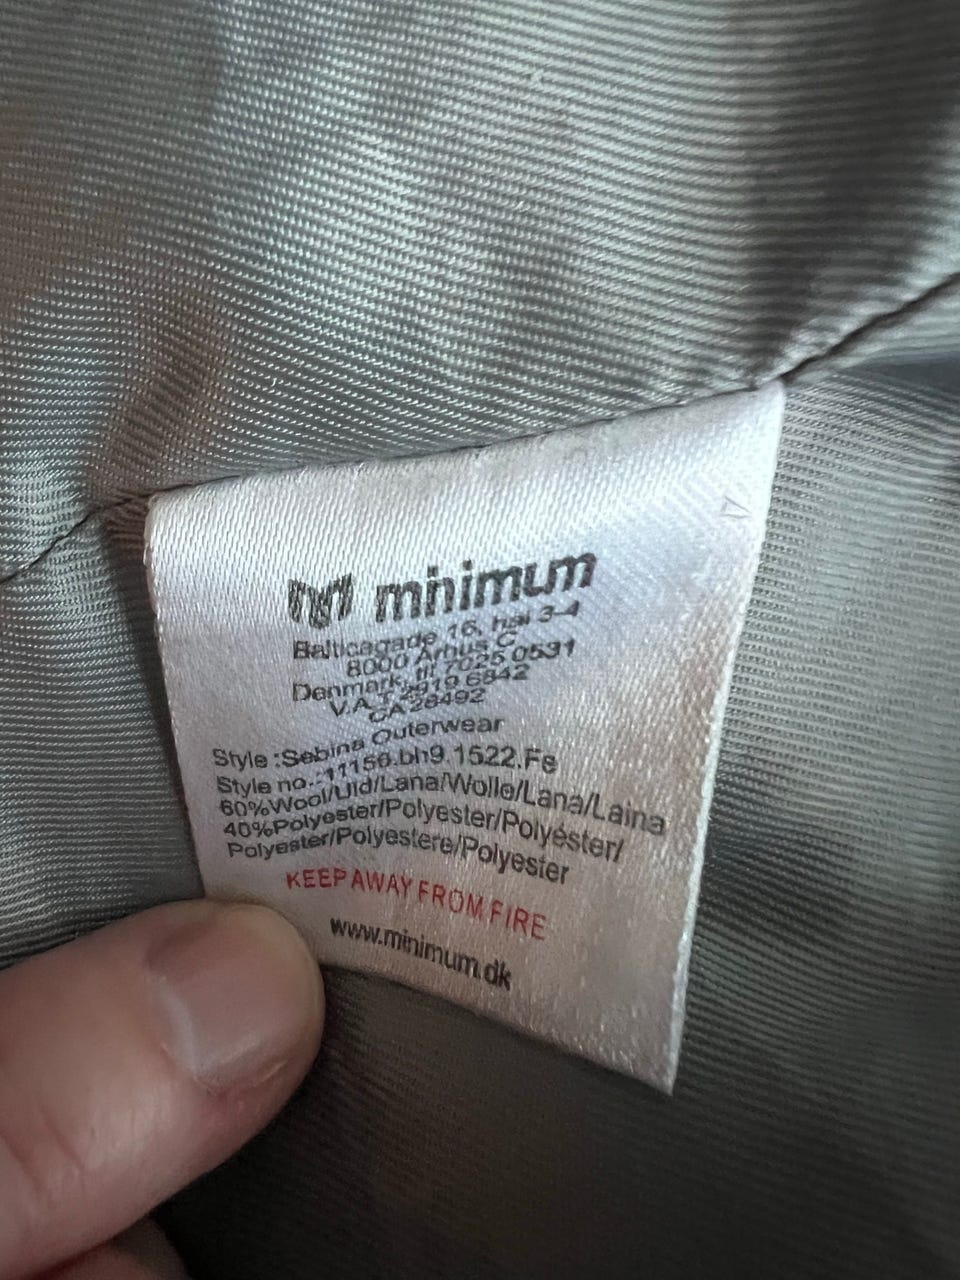 minimum
Balticagade 16, hal 3-4
8000 Århus C
Denmark, tlf 7025 0531
V.A.T 2919 6842
CA 28492
Style :Sebina Outerwear
Style no.:11156.bh9.1522.Fe
60%Wool/Uld/Lana/Wolle/Lana/Laina
40%Polyester/Polyester/Polyéster/
Polyester/Polyestere/Polyester
KEEP AWAY FROM FIRE
www.minimum.dk